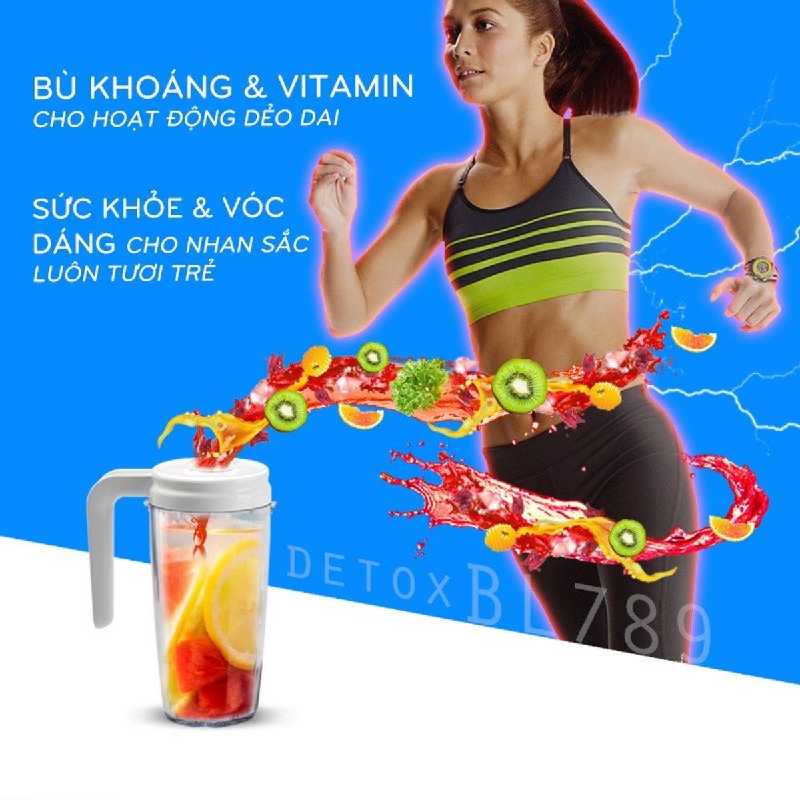 BÙ KHOÁNG & VITAMIN
CHO HOẠT ĐỘNG DẺO DAI
SỨC KHỎE & VÓC
DÁNG CHO NHAN SẮC
LUÔN TƯƠI TRẺ
DETOX BL789